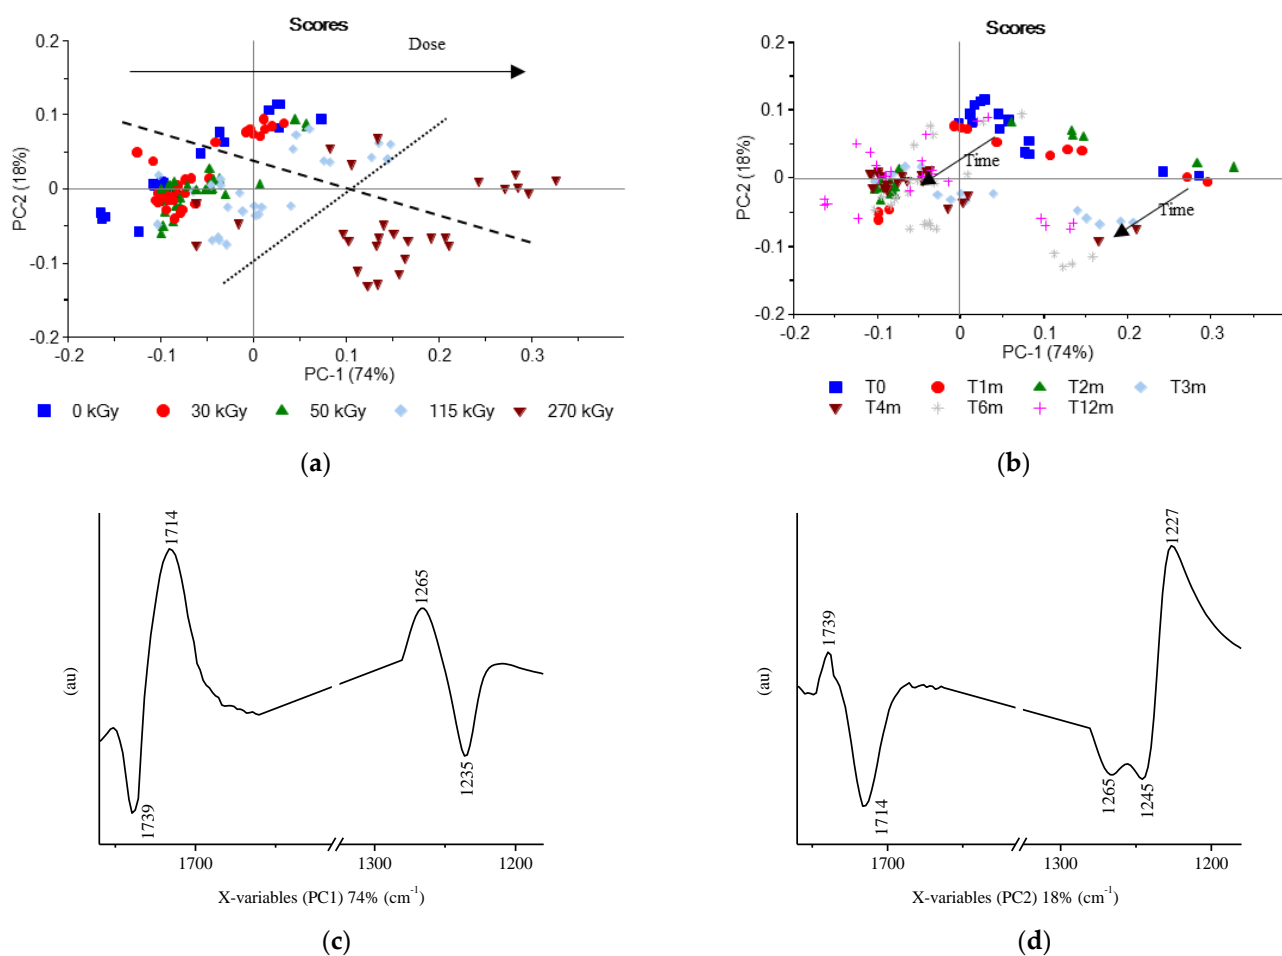 Scores
Dose
0.2
0.1
0
-0.1
-0.2
PC-2 (18%)
-0.2
-0.1
0
0.1
0.2
0.3
PC-1 (74%)
0 kGy
30 kGy
50 kGy
115 kGy
270 kGy
(a)
Scores
Time
Time
0.2
0.1
0
-0.1
-0.2
PC-2 (18%)
-0.2
-0.1
0
0.1
0.2
0.3
PC-1 (74%)
T0
T1m
T2m
T3m
T4m
T6m
T12m
(b)
1714
1265
1739
1235
(au)
1700
1300
1200
X-variables (PC1) 74% (cm⁻¹)
(c)
1227
1739
1714
1265
1245
(au)
1700
1300
1200
X-variables (PC2) 18% (cm⁻¹)
(d)